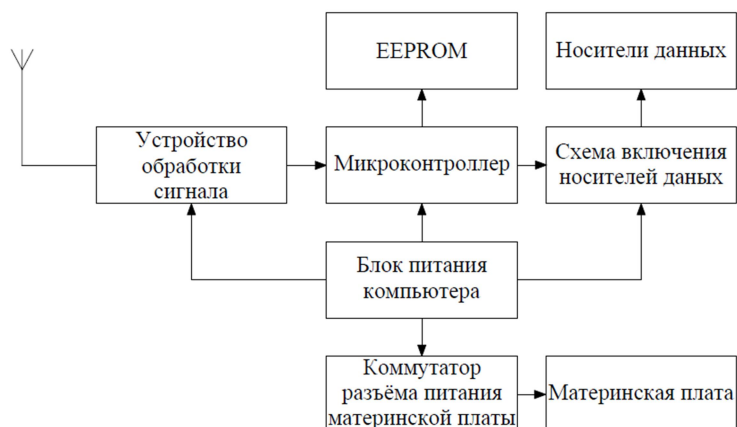 EEPROM
Носители данных
Устройство
обработки
сигнала
Микроконтроллер
Схема включения
носителей даных
Блок питания
компьютера
Коммутатор
разъёма питания
материнской платы
Материнская плата